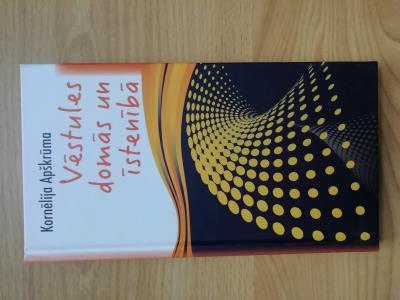 Kornēlija Apškrūma
Vēstules
domās un
īstenībā